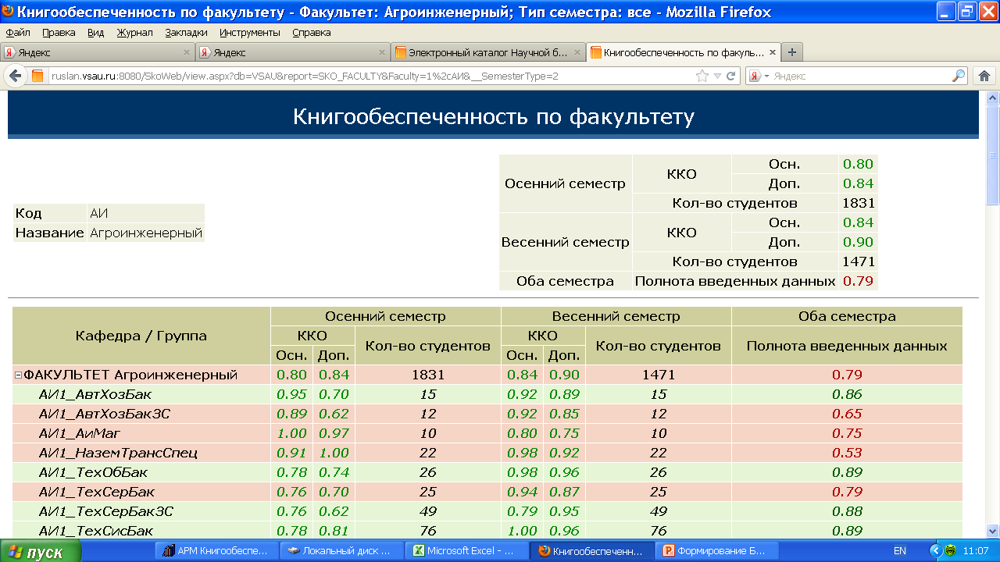 Книгообеспеченность по факультету - Факультет: Агроинженерный; Тип семестра: все - Mozilla Firefox
Файл Правка Вид Журнал Закладки Инструменты Справка
Яндекс Яндекс Электронный каталог Научной б... Книгообеспеченность по факуль...
ruslan.vsau.ru:8080/SkoWeb/view.aspx?db=VSAU&report=SKO_FACULTY&Faculty=1%2cАИ&__SemesterType=2 Яндекс
Книгообеспеченность по факультету
Код АИ
Название Агроинженерный
Осенний семестр ККО Осн. 0.80
Доп. 0.84
Кол-во студентов 1831
Весенний семестр ККО Осн. 0.84
Доп. 0.90
Кол-во студентов 1471
Оба семестра Полнота введенных данных 0.79
Кафедра / Группа Осенний семестр Весенний семестр Оба семестра
ККО Кол-во студентов ККО Кол-во студентов Полнота введенных данных
Осн. Доп. Осн. Доп.
ФАКУЛЬТЕТ Агроинженерный 0.80 0.84 1831 0.84 0.90 1471 0.79
АИ1_АвтХозБак 0.95 0.70 15 0.92 0.89 15 0.86
АИ1_АвтХозБакЗС 0.89 0.62 12 0.92 0.85 12 0.65
АИ1_АиМаг 1.00 0.97 10 0.80 0.75 10 0.75
АИ1_НаземТрансСпец 0.91 1.00 22 0.98 0.92 22 0.53
АИ1_ТехОбБак 0.78 0.74 26 0.98 0.96 26 0.89
АИ1_ТехСерБак 0.76 0.70 25 0.94 0.87 25 0.79
АИ1_ТехСерБакЗС 0.76 0.62 49 0.79 0.95 49 0.88
АИ1_ТехСисБак 0.78 0.81 76 1.00 0.96 76 0.89
пуск АРМ Книгообеспе... Локальный диск ... Microsoft Excel - ... Книгообеспеченн... Формирование Б... EN 11:07